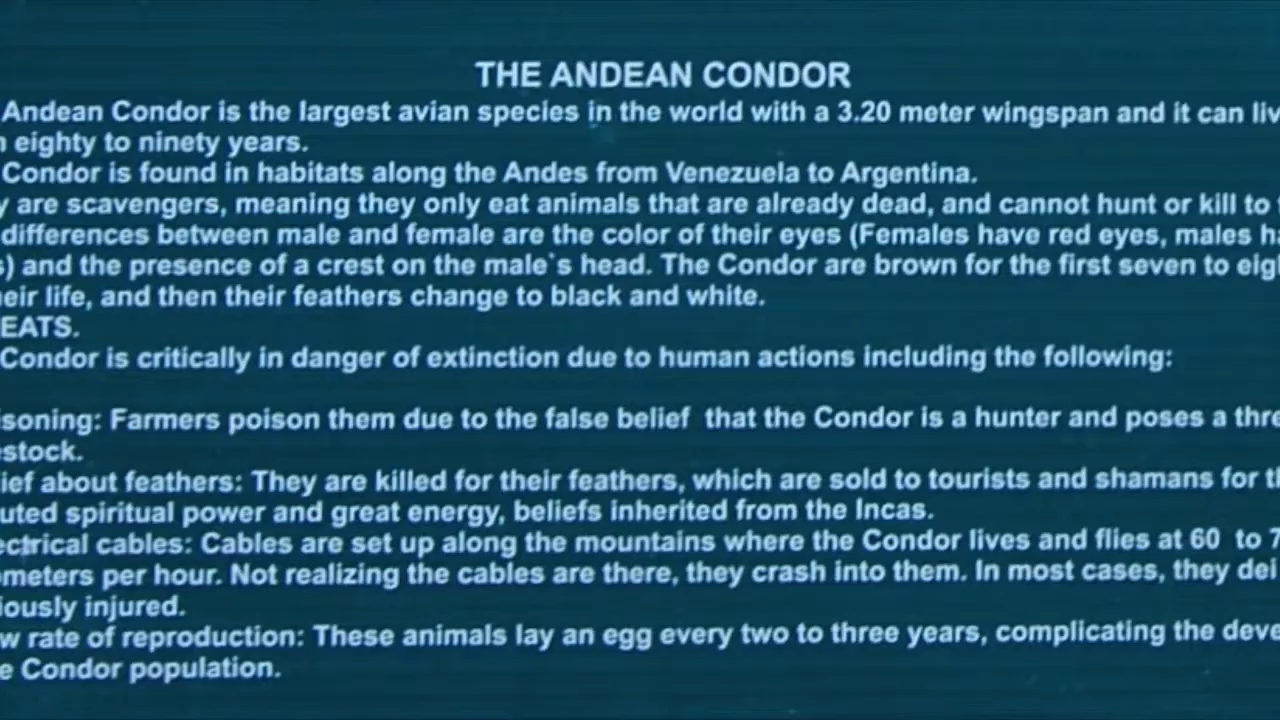 THE ANDEAN CONDOR
Andean Condor is the largest avian species in the world with a 3.20 meter wingspan and it can liv
n eighty to ninety years.
Condor is found in habitats along the Andes from Venezuela to Argentina.
y are scavengers, meaning they only eat animals that are already dead, and cannot hunt or kill to
differences between male and female are the color of their eyes (Females have red eyes, males ha
s) and the presence of a crest on the male`s head. The Condor are brown for the first seven to eig
eir life, and then their feathers change to black and white.
EATS.
Condor is critically in danger of extinction due to human actions including the following:
soning: Farmers poison them due to the false belief that the Condor is a hunter and poses a thre
estock.
ief about feathers: They are killed for their feathers, which are sold to tourists and shamans for th
uted spiritual power and great energy, beliefs inherited from the Incas.
ectrical cables: Cables are set up along the mountains where the Condor lives and flies at 60 to 7
ometers per hour. Not realizing the cables are there, they crash into them. In most cases, they dei
iously injured.
w rate of reproduction: These animals lay an egg every two to three years, complicating the deve
e Condor population.